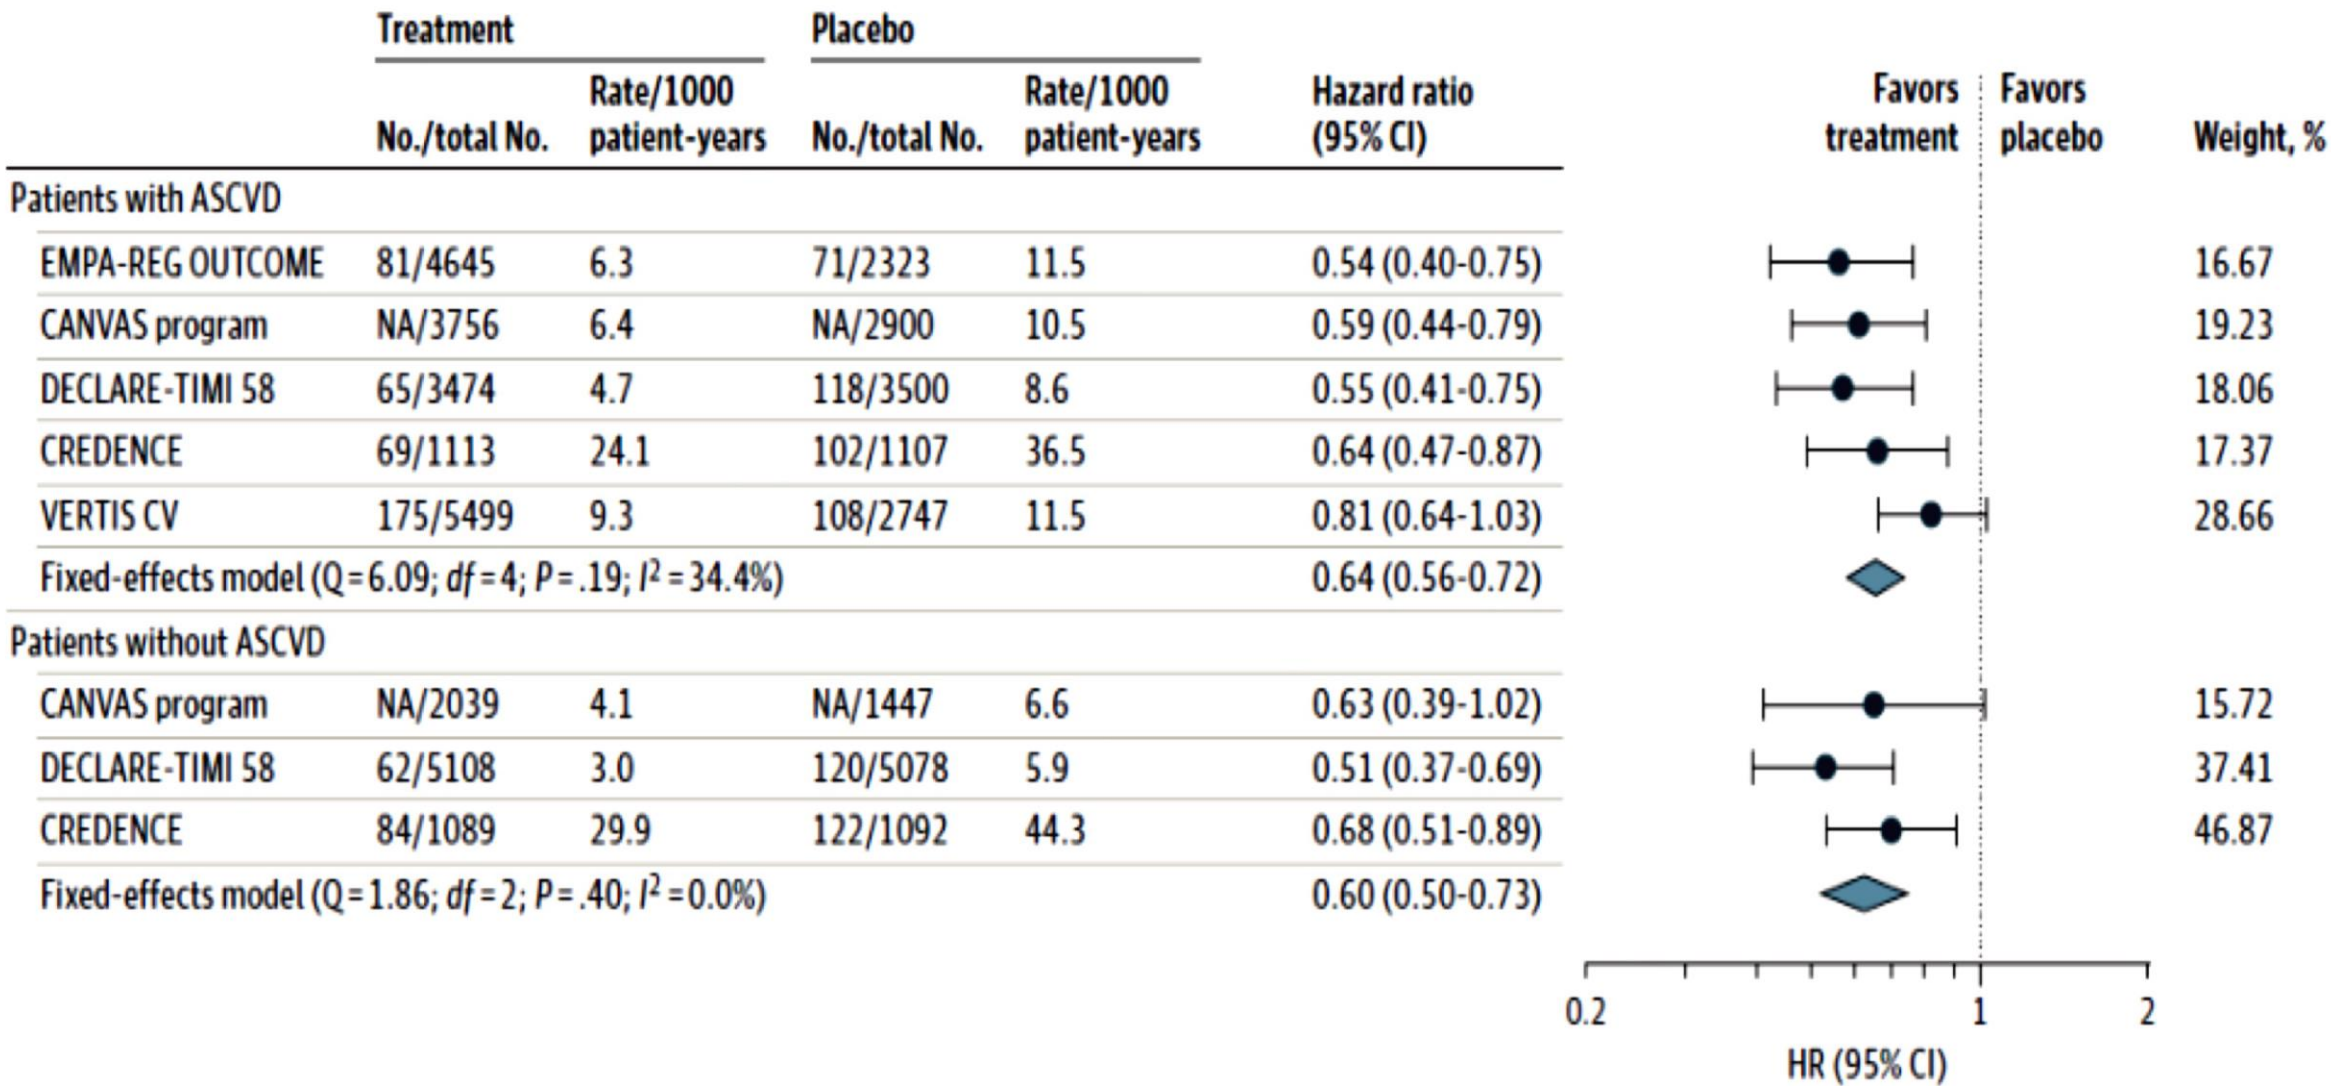 Treatment Placebo
Rate/1000 Rate/1000 Hazard ratio Favors Favors
No./total No. patient-years No./total No. patient-years (95% CI) treatment placebo Weight, %
Patients with ASCVD
EMPA-REG OUTCOME 81/4645 6.3 71/2323 11.5 0.54 (0.40-0.75) 16.67
CANVAS program NA/3756 6.4 NA/2900 10.5 0.59 (0.44-0.79) 19.23
DECLARE-TIMI 58 65/3474 4.7 118/3500 8.6 0.55 (0.41-0.75) 18.06
CREDENCE 69/1113 24.1 102/1107 36.5 0.64 (0.47-0.87) 17.37
VERTIS CV 175/5499 9.3 108/2747 11.5 0.81 (0.64-1.03) 28.66
Fixed-effects model (Q=6.09; df=4; P=.19; I²=34.4%) 0.64 (0.56-0.72)
Patients without ASCVD
CANVAS program NA/2039 4.1 NA/1447 6.6 0.63 (0.39-1.02) 15.72
DECLARE-TIMI 58 62/5108 3.0 120/5078 5.9 0.51 (0.37-0.69) 37.41
CREDENCE 84/1089 29.9 122/1092 44.3 0.68 (0.51-0.89) 46.87
Fixed-effects model (Q=1.86; df=2; P=.40; I²=0.0%) 0.60 (0.50-0.73)
0.2 1 2
HR (95% CI)